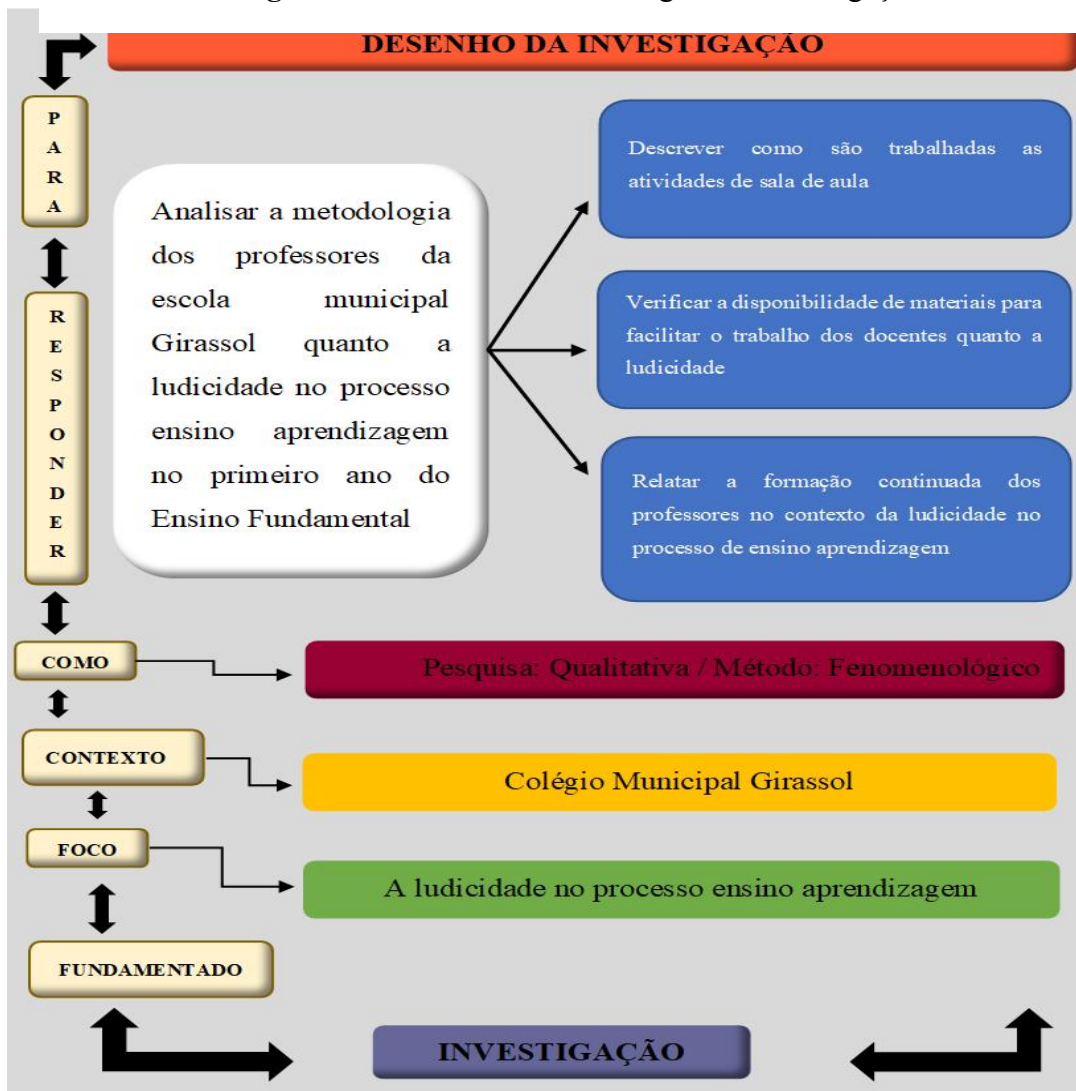 DESENHO DA INVESTIGAÇÃO
PARA
Analisar a metodologia
dos professores da
escola municipal
Girassol quanto a
ludicidade no processo
ensino aprendizagem
no primeiro ano do
Ensino Fundamental
Descrever como são trabalhadas as
atividades de sala de aula
Verificar a disponibilidade de materiais para
facilitar o trabalho dos docentes quanto a
ludicidade
Relatar a formação continuada dos
professores no contexto da ludicidade no
processo de ensino aprendizagem
RESPONDER
COMO
Pesquisa: Qualitativa / Método: Fenomenológico
CONTEXTO
Colégio Municipal Girassol
FOCO
A ludicidade no processo ensino aprendizagem
FUNDAMENTADO
INVESTIGAÇÃO